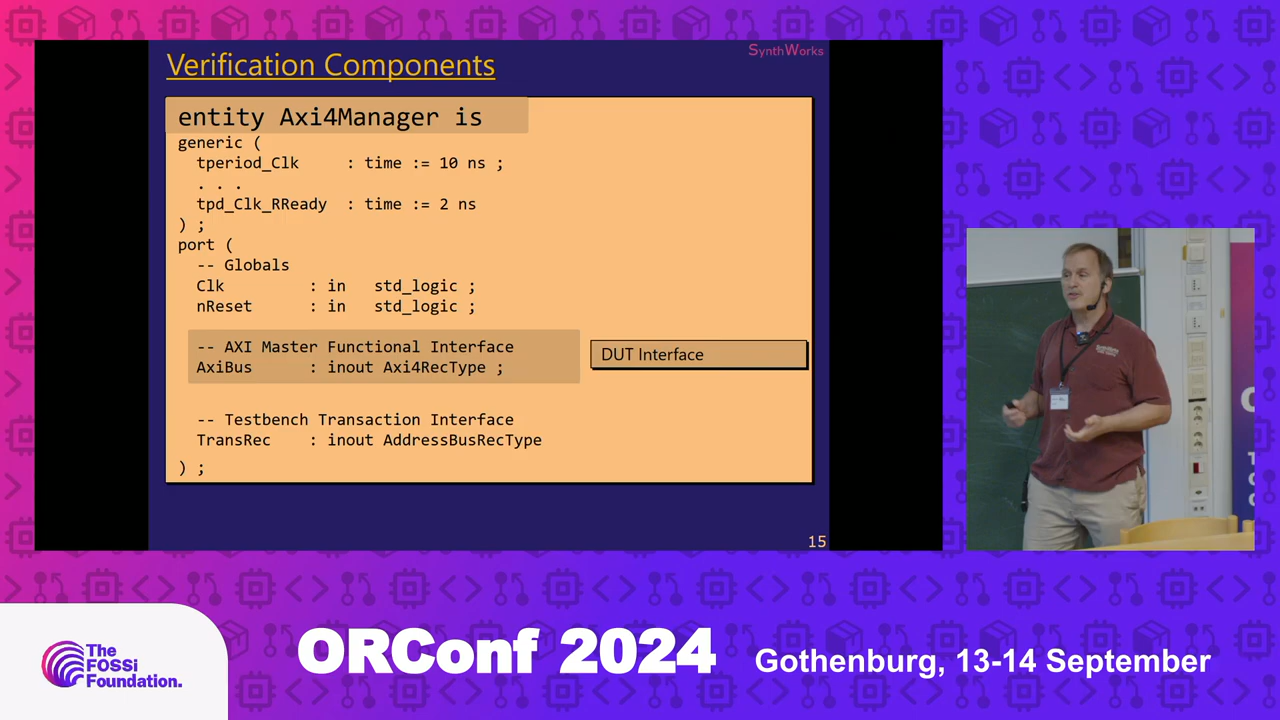 Verification Components
SynthWorks
entity Axi4Manager is
generic (
tperiod_Clk : time := 10 ns ;
. . .
tpd_Clk_RReady : time := 2 ns
) ;
port (
-- Globals
Clk : in std_logic ;
nReset : in std_logic ;
-- AXI Master Functional Interface
AxiBus : inout Axi4RecType ;
DUT Interface
-- Testbench Transaction Interface
TransRec : inout AddressBusRecType
) ;
15
The
FOSSi
Foundation.
ORConf 2024
Gothenburg, 13-14 September